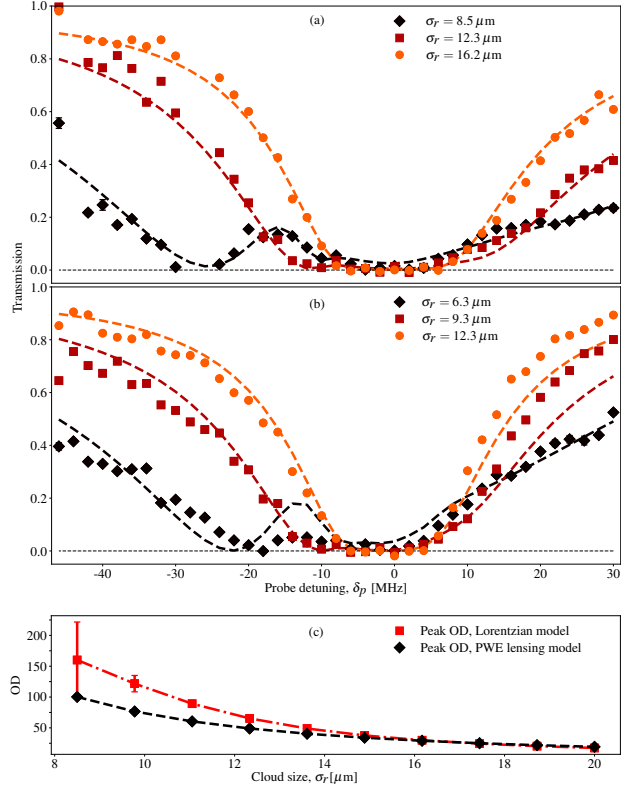 (a)
σr = 8.5 μm
σr = 12.3 μm
σr = 16.2 μm
1.0
0.8
0.6
0.4
0.2
0.0
Transmission
(b)
σr = 6.3 μm
σr = 9.3 μm
σr = 12.3 μm
1.0
0.8
0.6
0.4
0.2
0.0
-40 -30 -20 -10 0 10 20 30
Probe detuning, δp [MHz]
(c)
Peak OD, Lorentzian model
Peak OD, PWE lensing model
200
150
100
50
OD
8 10 12 14 16 18 20
Cloud size, σr[μm]